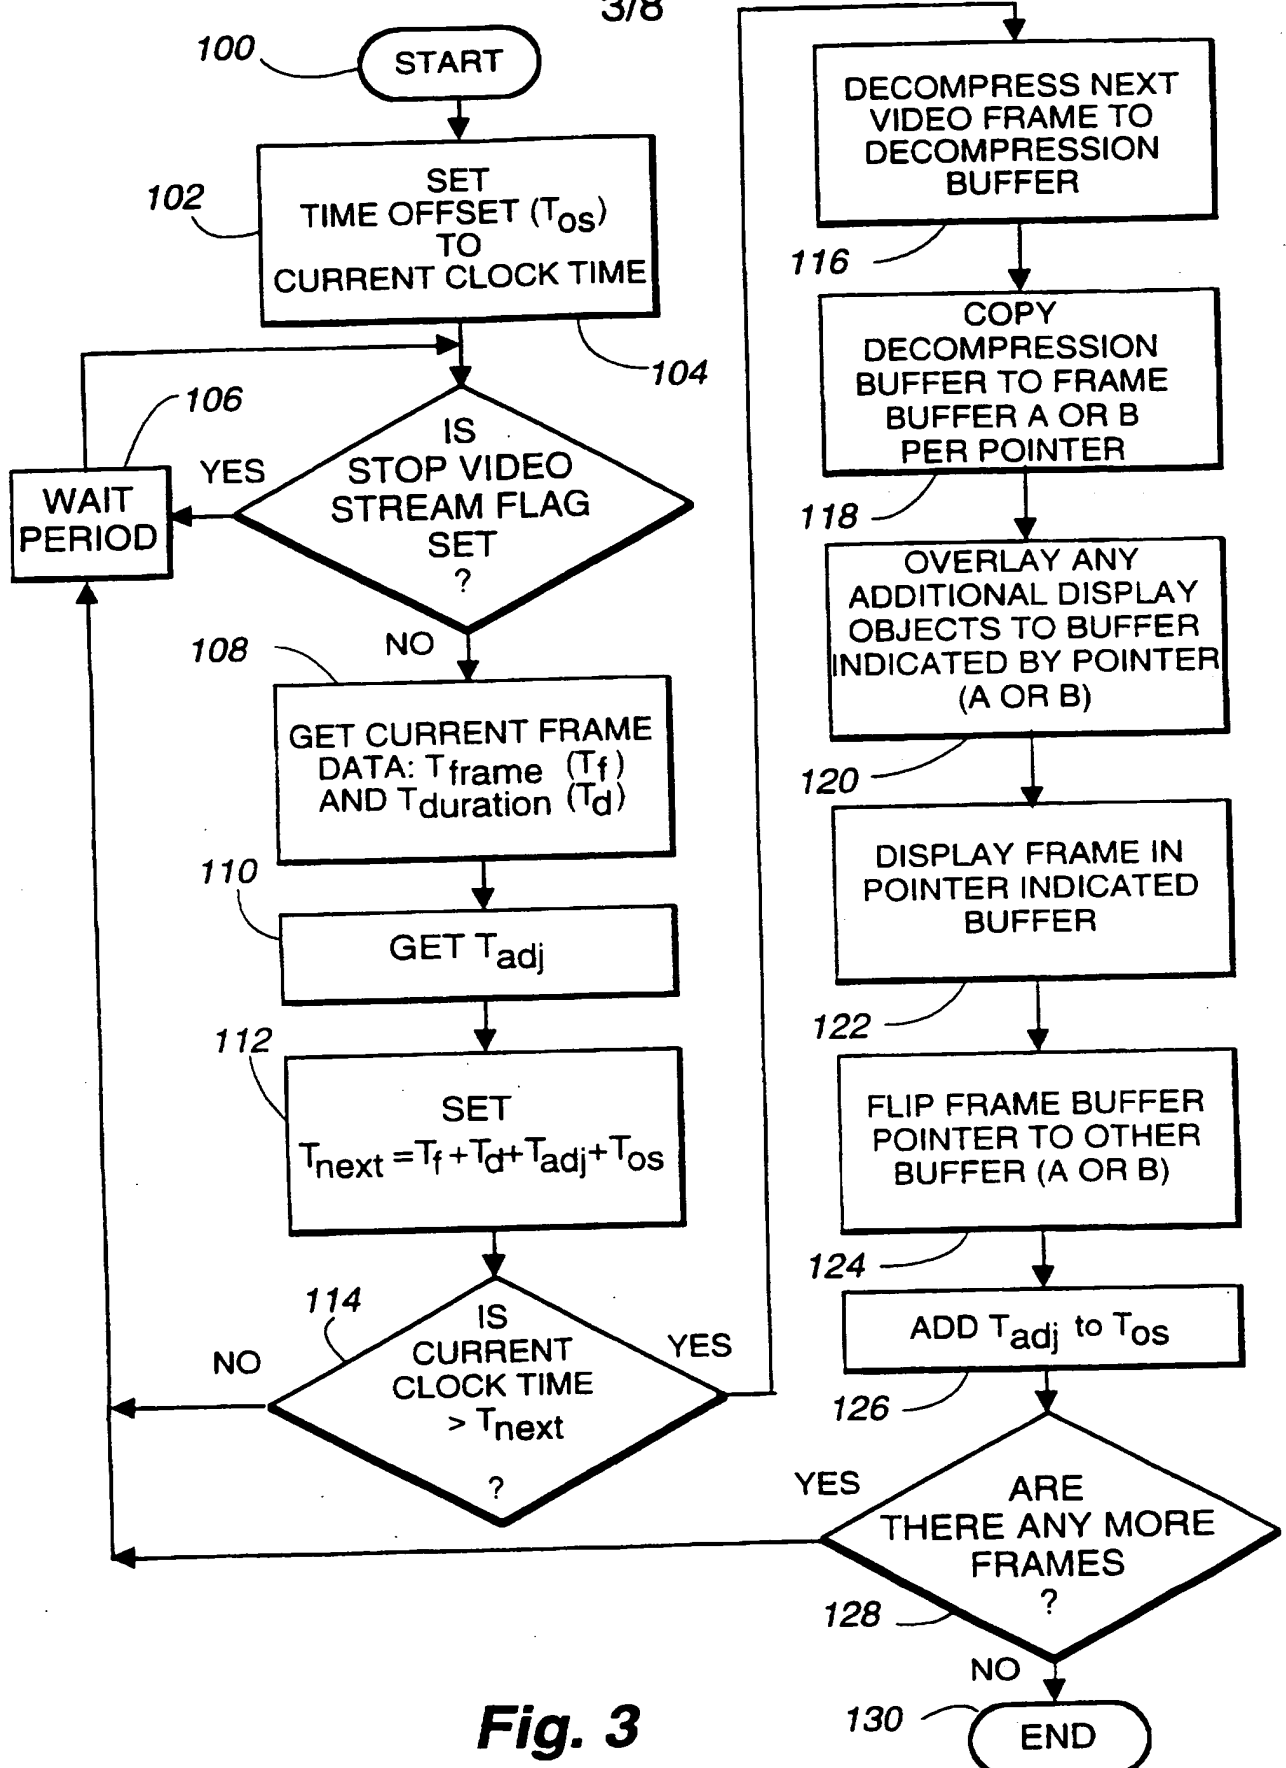 3/8
100
START
102
SET
TIME OFFSET (Tos)
TO
CURRENT CLOCK TIME
104
106
WAIT
PERIOD
YES
IS
STOP VIDEO
STREAM FLAG
SET
?
NO
108
GET CURRENT FRAME
DATA: Tframe (Tf)
AND Tduration (Td)
110
GET Tadj
112
SET
Tnext =Tf+Td+Tadj+Tos
114
IS
CURRENT
CLOCK TIME
> Tnext
?
NO
YES
DECOMPRESS NEXT
VIDEO FRAME TO
DECOMPRESSION
BUFFER
116
COPY
DECOMPRESSION
BUFFER TO FRAME
BUFFER A OR B
PER POINTER
118
OVERLAY ANY
ADDITIONAL DISPLAY
OBJECTS TO BUFFER
INDICATED BY POINTER
(A OR B)
120
DISPLAY FRAME IN
POINTER INDICATED
BUFFER
122
FLIP FRAME BUFFER
POINTER TO OTHER
BUFFER (A OR B)
124
ADD Tadj to Tos
126
YES
ARE
THERE ANY MORE
FRAMES
?
128
NO
130
END
Fig. 3